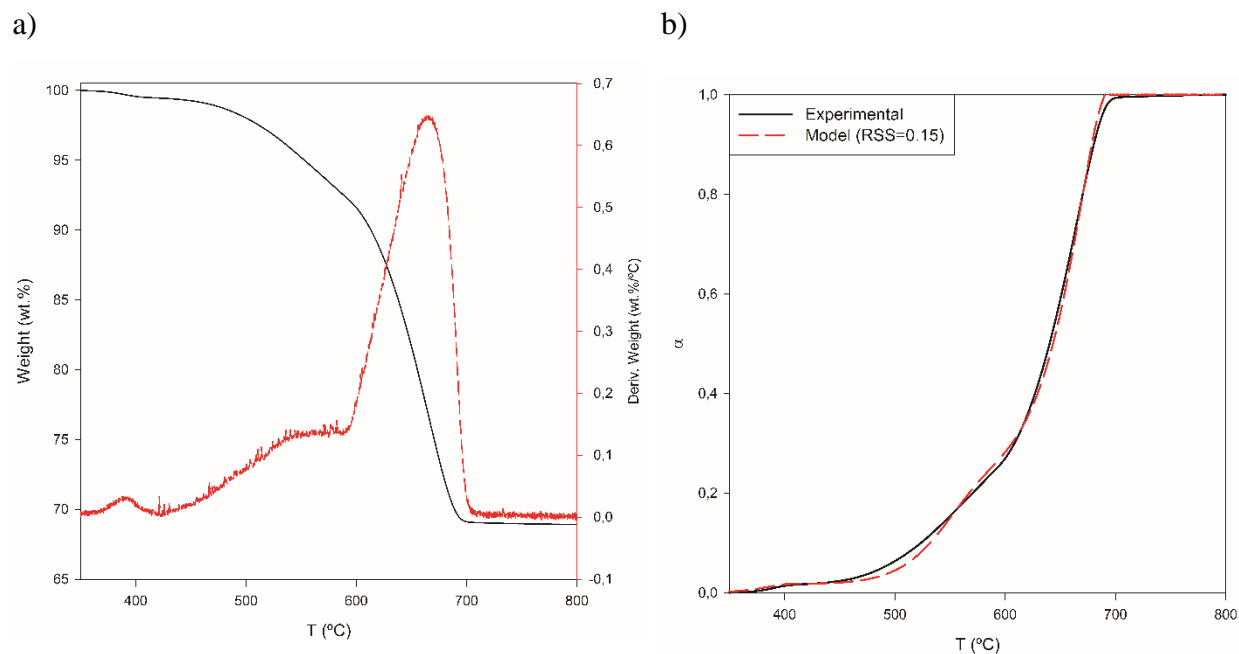 a)
b)
100
95
90
85
80
75
70
65
Weight (wt.%)
0,7
0,6
0,5
0,4
0,3
0,2
0,1
0,0
-0,1
Deriv. Weight (wt.%/ºC)
400 500 600 700 800
T (ºC)
Experimental
Model (RSS=0.15)
1,0
0,8
0,6
0,4
0,2
0,0
α
400 500 600 700 800
T (ºC)